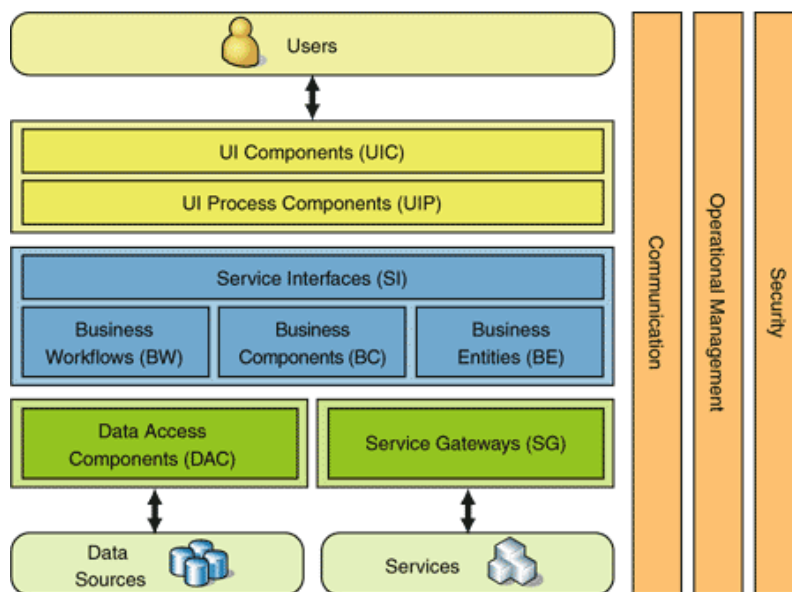 Users
UI Components (UIC)
UI Process Components (UIP)
Service Interfaces (SI)
Business
Workflows (BW)
Business
Components (BC)
Business
Entities (BE)
Data Access
Components (DAC)
Service Gateways (SG)
Data
Sources
Services
Communication
Operational Management
Security